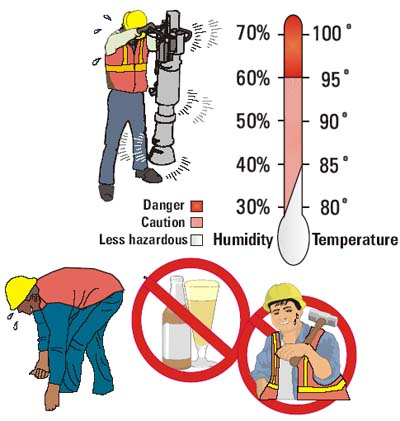 70% 100°
60% 95°
50% 90°
40% 85°
30% 80°
Danger
Caution
Less hazardous
Humidity Temperature